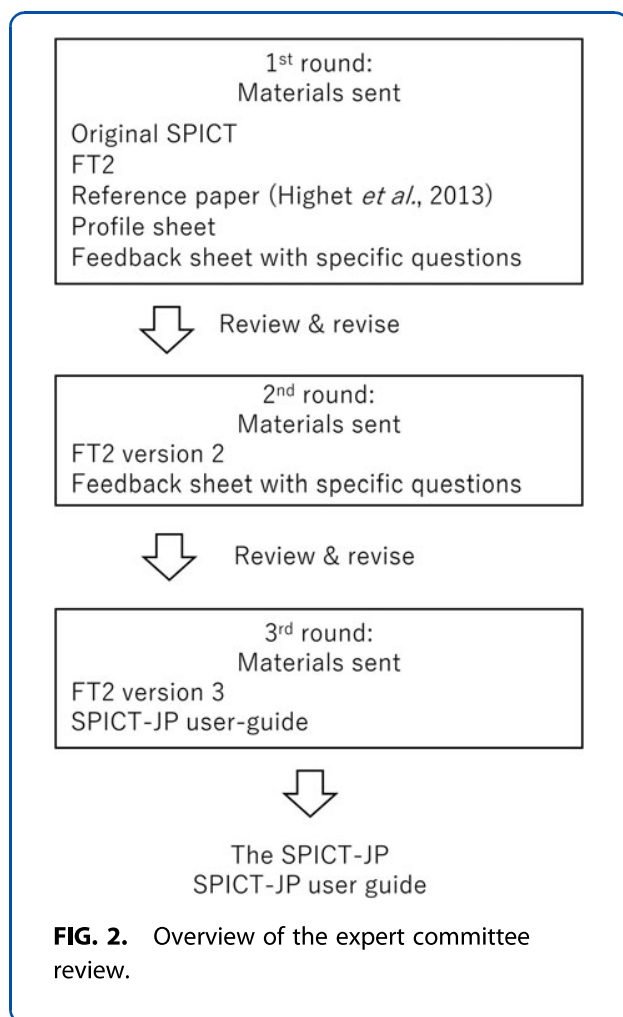 1st round:
Materials sent
Original SPICT
FT2
Reference paper (Highet et al., 2013)
Profile sheet
Feedback sheet with specific questions
Review & revise
2nd round:
Materials sent
FT2 version 2
Feedback sheet with specific questions
Review & revise
3rd round:
Materials sent
FT2 version 3
SPICT-JP user-guide
The SPICT-JP
SPICT-JP user guide
FIG. 2. Overview of the expert committee
review.